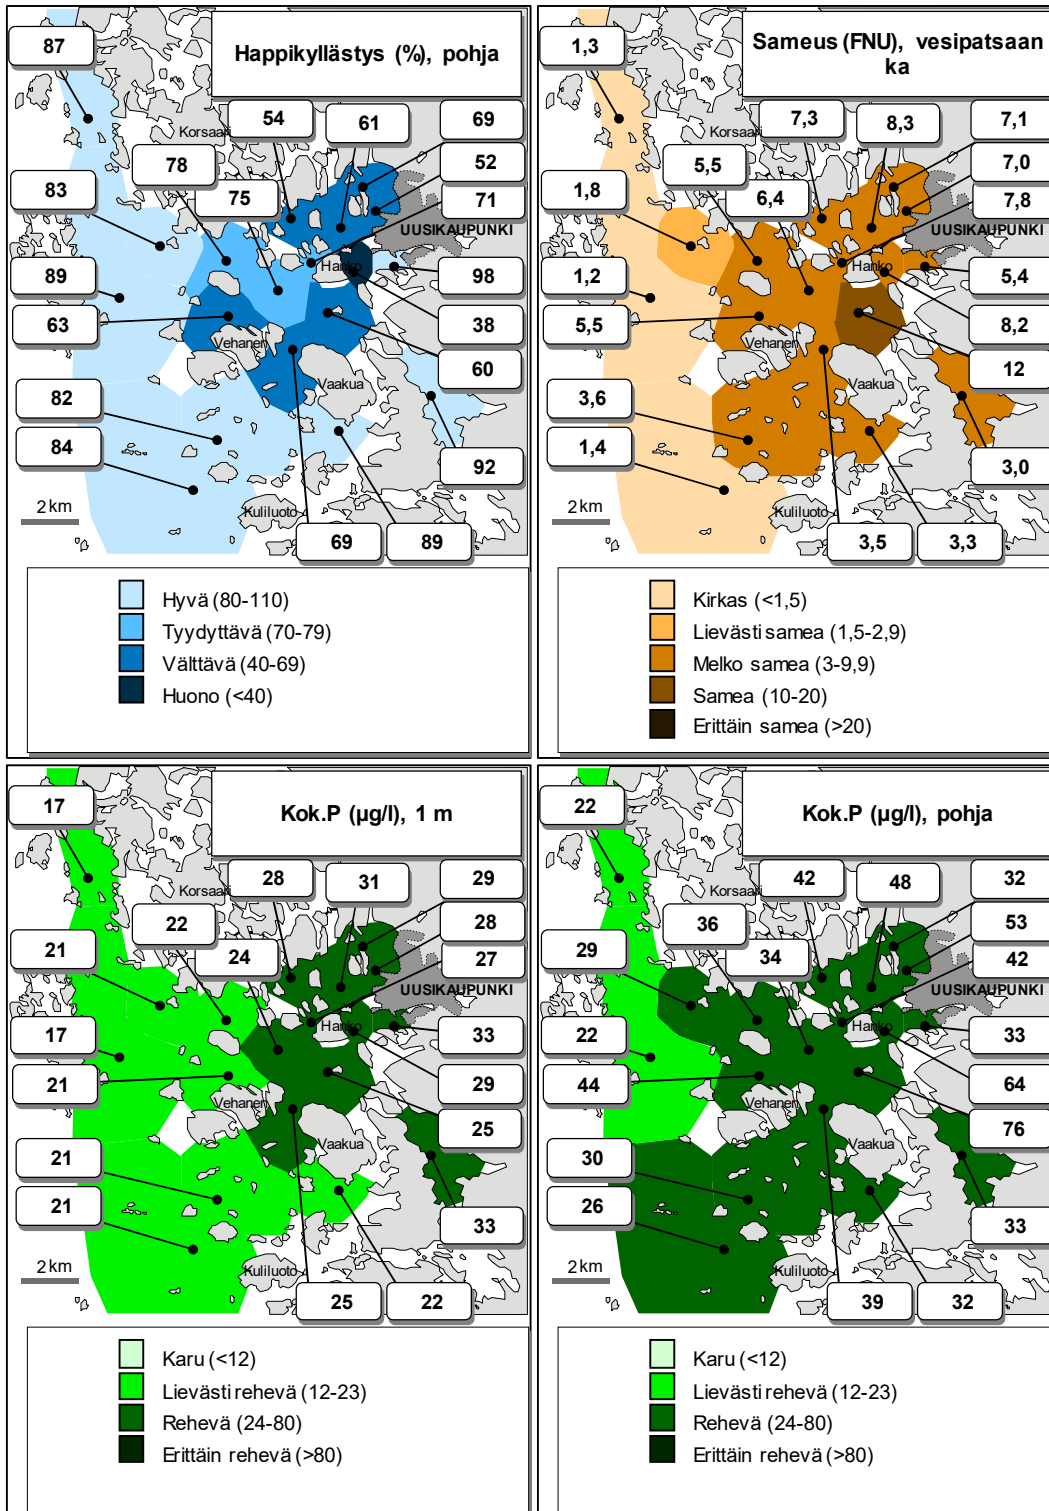 Happikyllästys (%), pohja
87
Korsaari
54
61
69
78
52
83
75
71
UUSIKAUPUNKI
Hanko
89
98
63
38
Vehanen
60
82
Vaakua
84
92
2 km
Kuliluoto
69
89
Hyvä (80-110)
Tyydyttävä (70-79)
Välttävä (40-69)
Huono (<40)
Sameus (FNU), vesipatsaan
ka
1,3
Korsaari
7,3
8,3
7,1
5,5
7,0
1,8
6,4
7,8
UUSIKAUPUNKI
Hanko
1,2
5,4
5,5
8,2
Vehanen
12
3,6
Vaakua
1,4
3,0
2 km
Kuliluoto
3,5
3,3
Kirkas (<1,5)
Lievästi samea (1,5-2,9)
Melko samea (3-9,9)
Samea (10-20)
Erittäin samea (>20)
Kok.P (µg/l), 1 m
17
Korsaari
28
31
29
22
28
21
24
27
UUSIKAUPUNKI
Hanko
17
33
21
29
Vehanen
25
21
Vaakua
21
33
2 km
Kuliluoto
25
22
Karu (<12)
Lievästi rehevä (12-23)
Rehevä (24-80)
Erittäin rehevä (>80)
Kok.P (µg/l), pohja
22
Korsaari
42
48
32
36
53
29
34
42
UUSIKAUPUNKI
Hanko
22
33
44
64
Vehanen
76
30
Vaakua
26
33
2 km
Kuliluoto
39
32
Karu (<12)
Lievästi rehevä (12-23)
Rehevä (24-80)
Erittäin rehevä (>80)